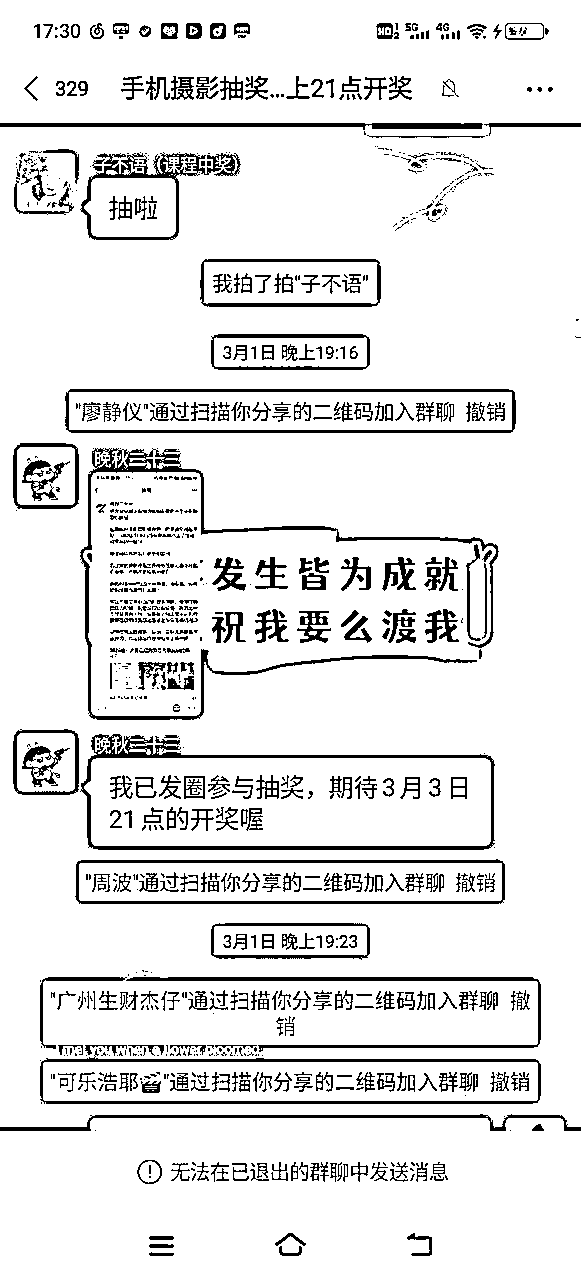 17:30
HD 1 2 5G 4G
329 手机摄影抽奖...上21点开奖
子不语（课程中奖）
抽啦
我拍了拍"子不语"
3月1日 晚上19:16
"廖静仪"通过扫描你分享的二维码加入群聊 撤销
晚秋二十三
发生皆为成就
祝我要么渡我
晚秋二十三
我已发圈参与抽奖，期待3月3日
21点的开奖喔
"周波"通过扫描你分享的二维码加入群聊 撤销
3月1日 晚上19:23
"广州生财杰仔"通过扫描你分享的二维码加入群聊 撤
销
I met you when a flower bloomed
"可乐浩耶🎬"通过扫描你分享的二维码加入群聊 撤销
无法在已退出的群聊中发送消息